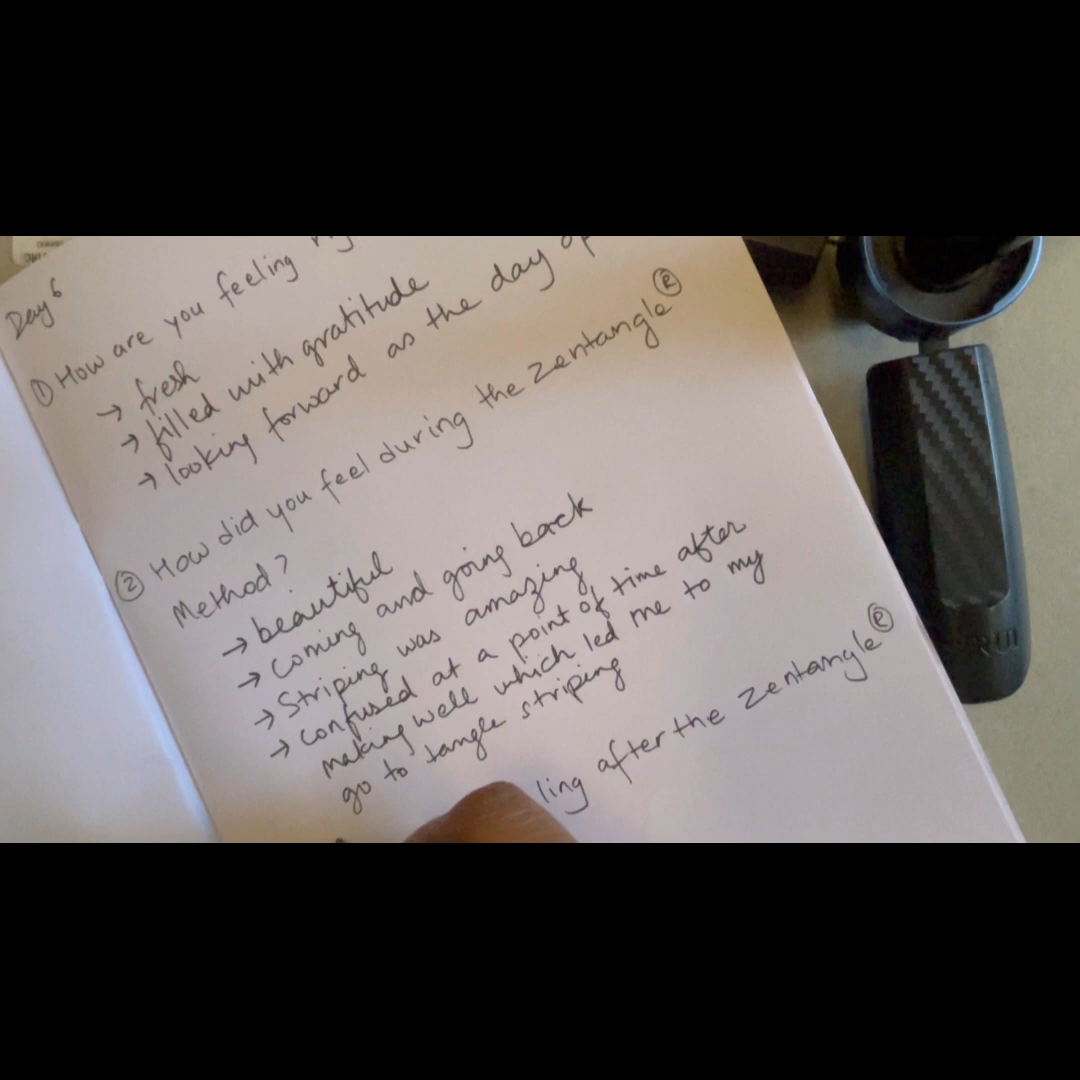 Day 6
① How are you feeling
→ fresh
→ filled with gratitude
→ looking forward as the day
② How did you feel during the Zentangle®
Method?
→ beautiful
→ coming and going back
→ Striping was amazing
→ confused at a point of time after
making well which led me to my
go to tangle striping
ling after the Zentangle®